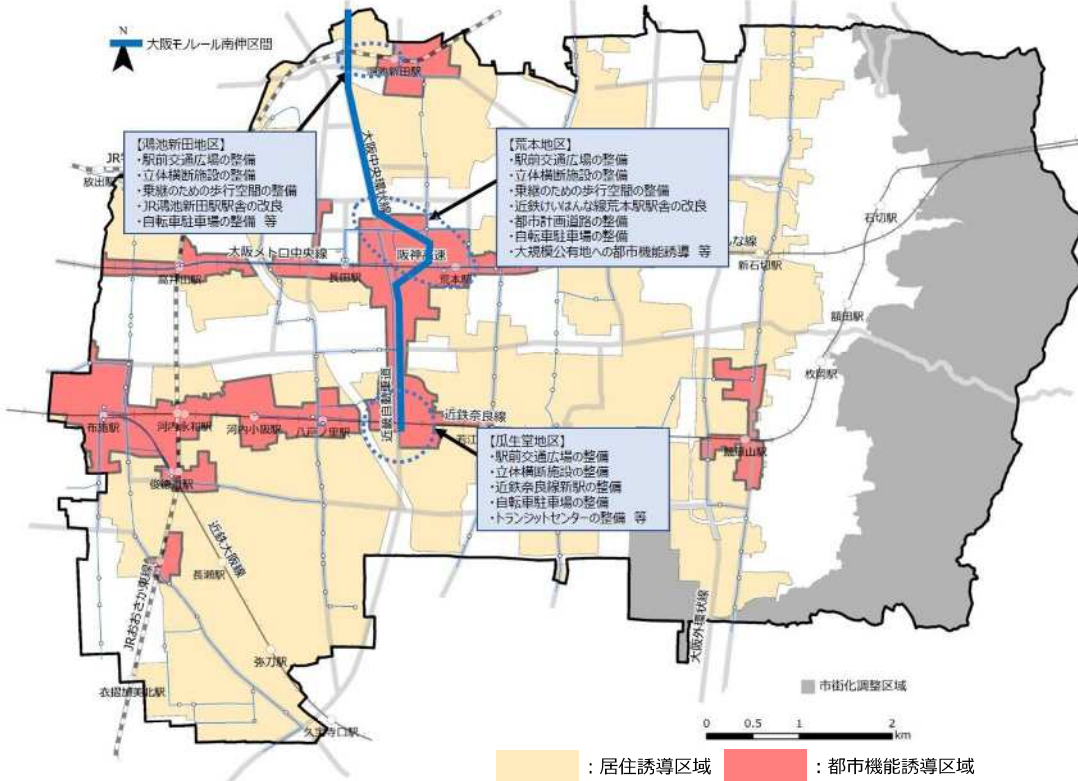 N
大阪モノレール南伸区間
鴻池新田駅
【鴻池新田地区】
・駅前交通広場の整備
・立体横断施設の整備
・乗継のための歩行空間の整備
・JR鴻池新田駅駅舎の改良
・自転車駐車場の整備 等
【荒本地区】
・駅前交通広場の整備
・立体横断施設の整備
・乗継のための歩行空間の整備
・近鉄けいはんな線荒本駅駅舎の改良
・都市計画道路の整備
・自転車駐車場の整備
・大規模公有地への都市機能誘導 等
大阪中央環状線
放出駅
石切駅
大阪メトロ中央線
阪神高速
んな線
新石切駅
高井田駅
長田駅
荒本駅
額田駅
枚岡駅
近畿自動車道
近鉄奈良線
布施駅
河内永和駅
河内小阪駅
八戸ノ里駅
若江
【瓜生堂地区】
・駅前交通広場の整備
・立体横断施設の整備
・近鉄奈良線新駅の整備
・自転車駐車場の整備
・トランジットセンターの整備 等
俊徳道駅
近鉄大阪線
長瀬駅
JRおおさか東線
弥刀駅
大阪外環状線
衣摺加美北駅
久宝寺口駅
市街化調整区域
0 0.5 1 2
km
：居住誘導区域
：都市機能誘導区域